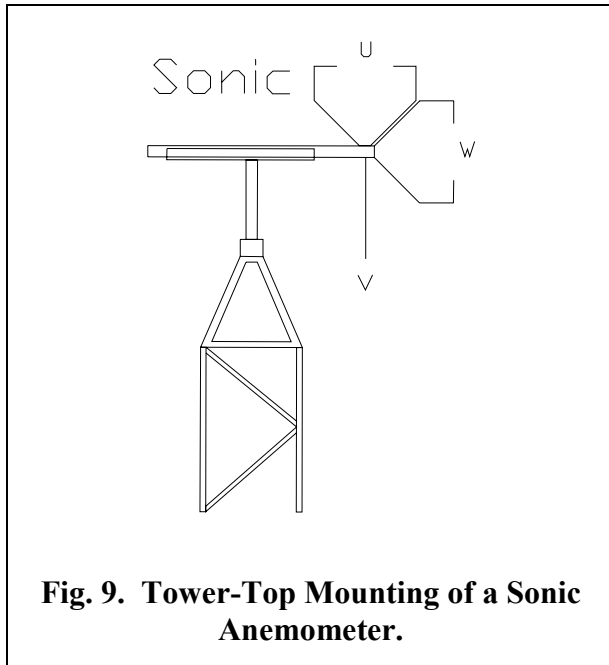 U
Sonic
W
V
Fig. 9. Tower-Top Mounting of a Sonic
Anemometer.